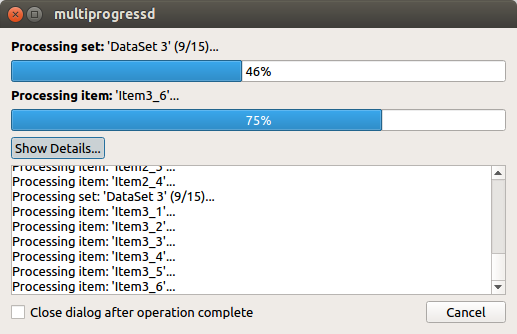 multiprogressd
Processing set: 'DataSet 3' (9/15)...
46%
Processing item: 'Item3_6'...
75%
Show Details...
Processing item: 'Item2_3'...
Processing item: 'Item2_4'...
Processing set: 'DataSet 3' (9/15)...
Processing item: 'Item3_1'...
Processing item: 'Item3_2'...
Processing item: 'Item3_3'...
Processing item: 'Item3_4'...
Processing item: 'Item3_5'...
Processing item: 'Item3_6'...
Close dialog after operation complete
Cancel